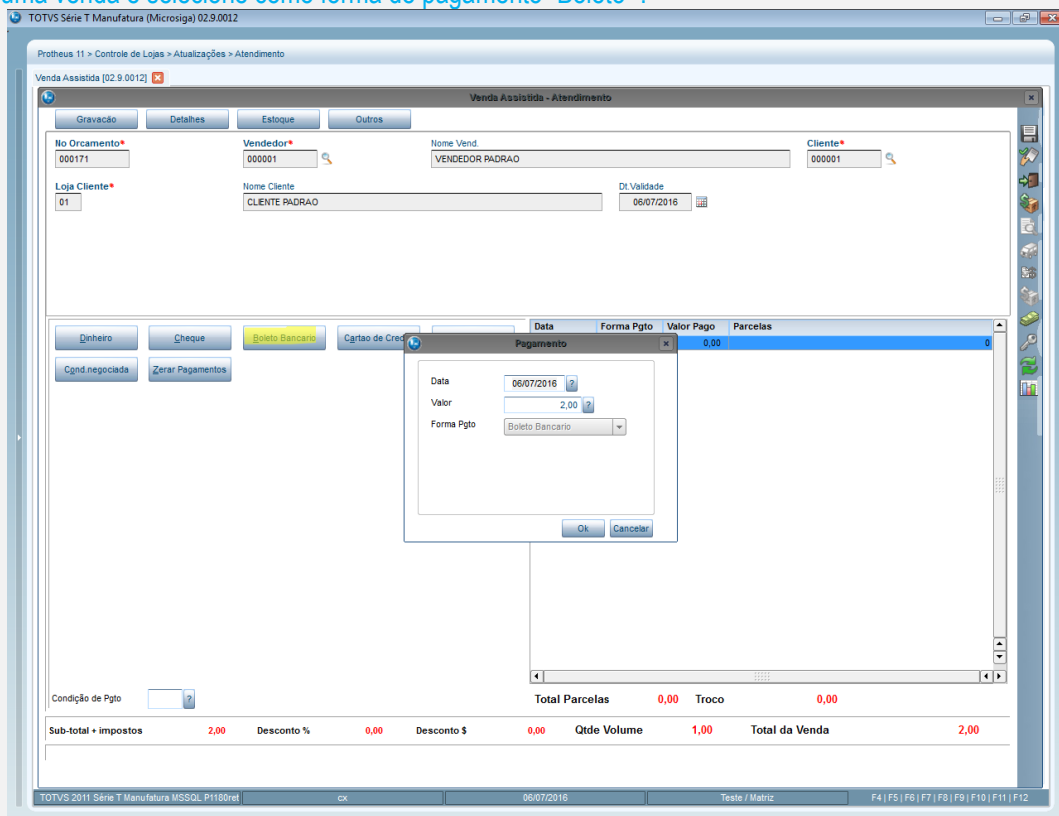 uma venda e selecione como forma de pagamento "Boleto":
TOTVS Série T Manufatura (Microsiga) 02.9.0012
Protheus 11 > Controle de Lojas > Atualizações > Atendimento
Venda Assistida [02.9.0012]
Venda Assistida - Atendimento
Gravacão Detalhes Estoque Outros
No Orcamento* Vendedor* Nome Vend. Cliente*
000171 000001 VENDEDOR PADRAO 000001
Loja Cliente* Nome Cliente Dt.Validade
01 CLIENTE PADRAO 06/07/2016
Dinheiro Cheque Boleto Bancario Cartao de Cred
Cond.negociada Zerar Pagamentos
Data Forma Pgto Valor Pago Parcelas
0,00 0
Pagamento
Data 06/07/2016 ?
Valor 2,00 ?
Forma Pgto Boleto Bancario
Ok Cancelar
Condição de Pgto ?
Total Parcelas 0,00 Troco 0,00
Sub-total + impostos 2,00 Desconto % 0,00 Desconto $ 0,00 Qtde Volume 1,00 Total da Venda 2,00
TOTVS 2011 Série T Manufatura MSSQL P1180ret cx 06/07/2016 Teste / Matriz F4 | F5 | F6 | F7 | F8 | F9 | F10 | F11 | F12